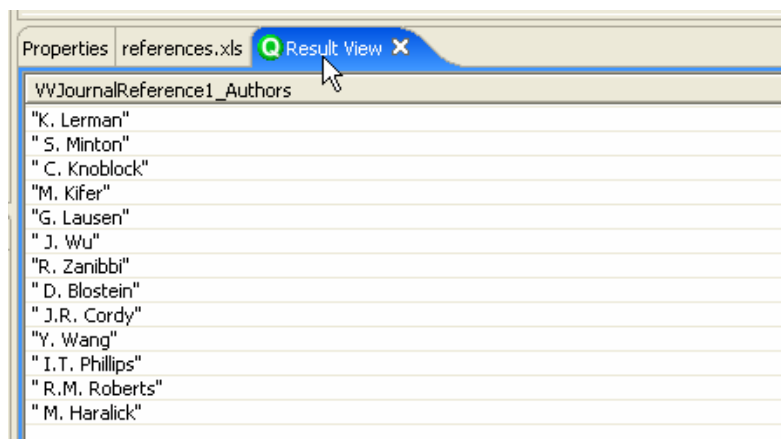 Properties references.xls Q Result View
VVJournalReference1_Authors
"K. Lerman"
" S. Minton"
" C. Knoblock"
"M. Kifer"
"G. Lausen"
" J. Wu"
"R. Zanibbi"
" D. Blostein"
" J.R. Cordy"
"Y. Wang"
" I.T. Phillips"
" R.M. Roberts"
" M. Haralick"